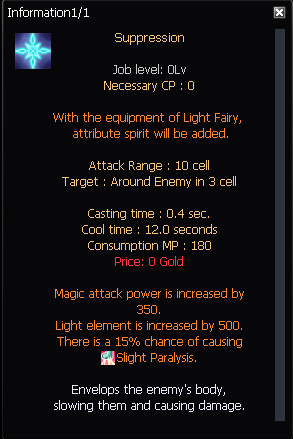 Information1/1
Suppression
Job level: 0Lv
Necessary CP : 0
With the equipment of Light Fairy,
attribute spirit will be added.
Attack Range : 10 cell
Target : Around Enemy in 3 cell
Casting time : 0.4 sec.
Cool time : 12.0 seconds
Consumption MP : 180
Price: 0 Gold
Magic attack power is increased by
350.
Light element is increased by 500.
There is a 15% chance of causing
Slight Paralysis.
Envelops the enemy's body,
slowing them and causing damage.